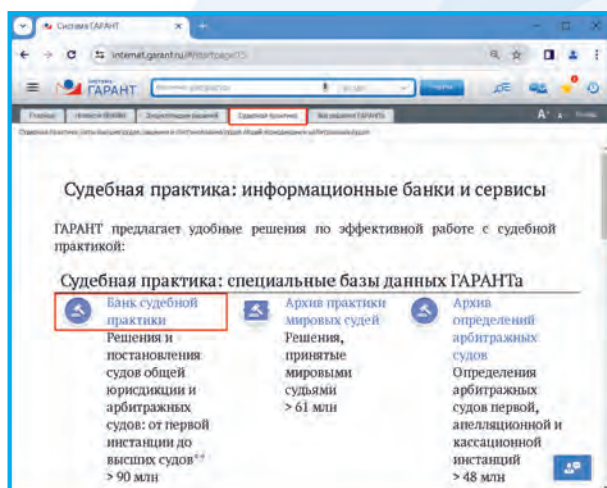 Система ГАРАНТ
internet.garant.ru/#/startpage:15
СИСТЕМА
ГАРАНТ
Судебная практика
Судебная практика: информационные банки и сервисы
ГАРАНТ предлагает удобные решения по эффективной работе с судебной
практикой:
Судебная практика: специальные базы данных ГАРАНТа
Банк судебной
практики
Решения и
постановления
судов общей
юрисдикции и
арбитражных
судов: от первой
инстанции до
высших судов**
> 90 млн
Архив практики
мировых судей
Решения,
принятые
мировыми
судьями
> 61 млн
Архив
определений
арбитражных
судов
Определения
арбитражных
судов первой,
апелляционной и
кассационной
инстанций
> 48 млн